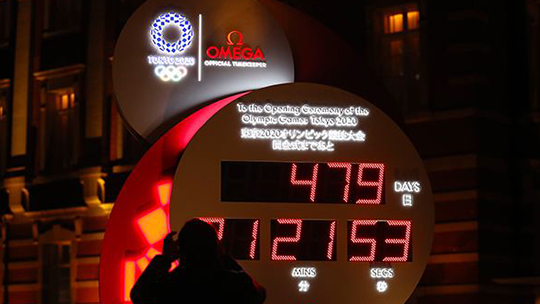 TOKYO 2020
OMEGA
OFFICIAL TIMEKEEPER
To the Opening Ceremony of the
Olympic Games Tokyo 2020
東京2020オリンピック競技大会
開会式まであと
479 DAYS
日
21 53
MINS SECS
分 秒